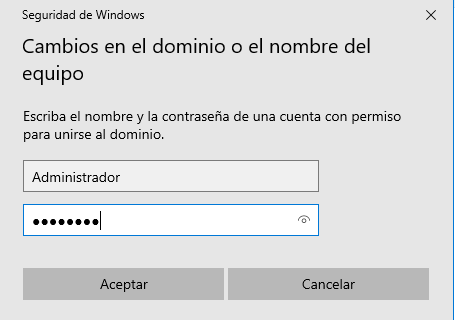 Seguridad de Windows
Cambios en el dominio o el nombre del
equipo
Escriba el nombre y la contraseña de una cuenta con permiso
para unirse al dominio.
Administrador
●●●●●●●●
Aceptar
Cancelar